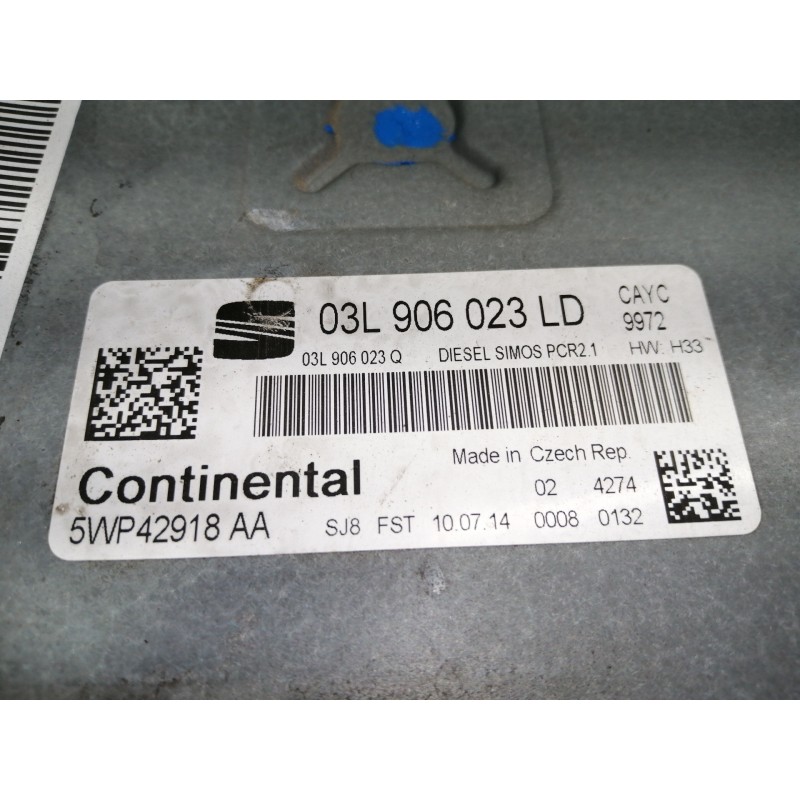 03L 906 023 LD
CAYC
9972
03L 906 023 Q DIESEL SIMOS PCR2.1 HW: H33
Made in Czech Rep.
Continental
02 4274
5WP42918 AA SJ8 FST 10.07.14 0008 0132